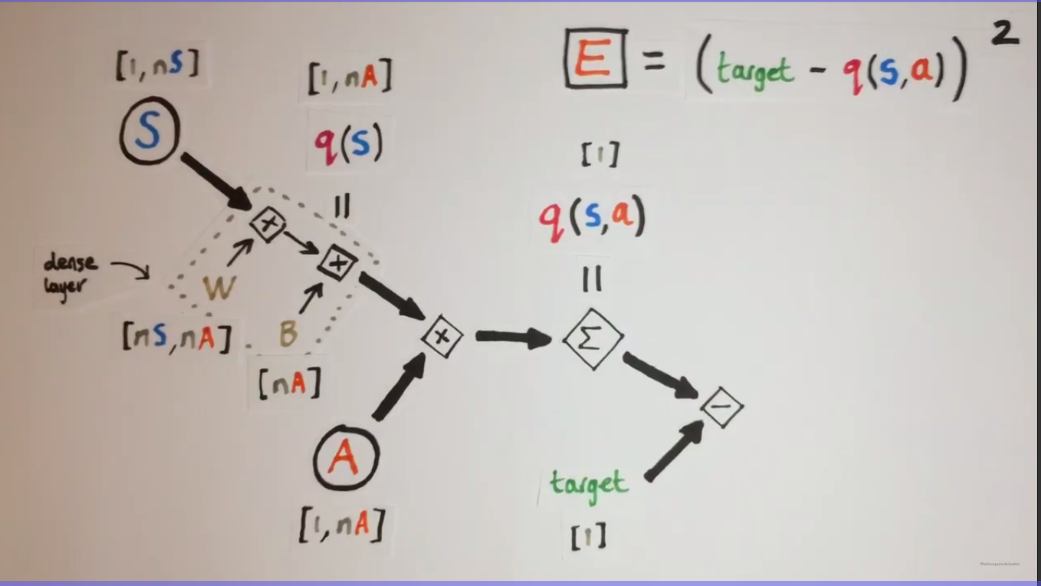 [1, nS]
S
[1, nA]
q(s)
||
E = (target - q(s,a))²
[1]
q(s,a)
||
dense
layer
×
+
W
[nS, nA]
B
[nA]
×
Σ
−
A
[1, nA]
target
[1]